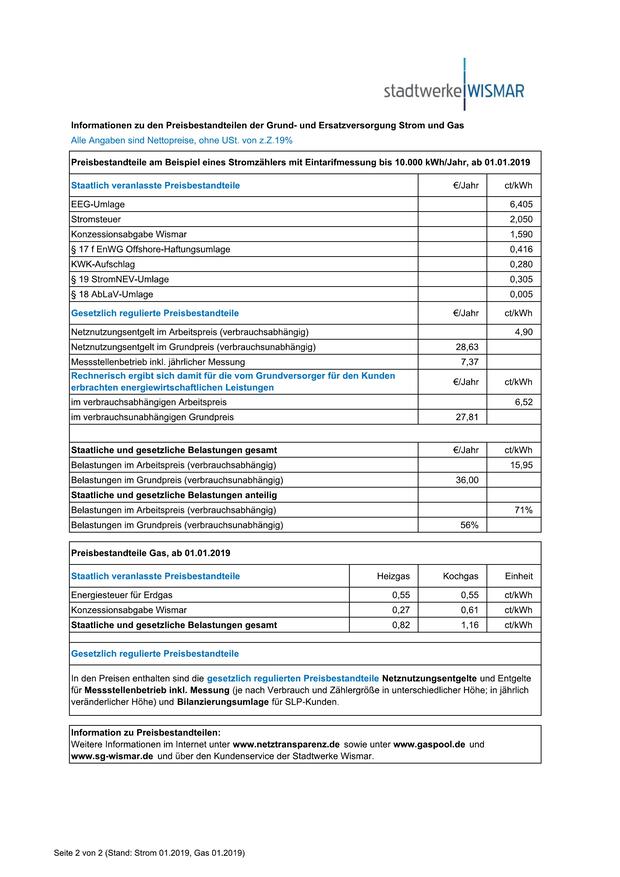 stadtwerke WISMAR
Informationen zu den Preisbestandteilen der Grund- und Ersatzversorgung Strom und Gas
Alle Angaben sind Nettopreise, ohne USt. von z.Z.19%
Preisbestandteile am Beispiel eines Stromzählers mit Eintarifmessung bis 10.000 kWh/Jahr, ab 01.01.2019
Staatlich veranlasste Preisbestandteile €/Jahr ct/kWh
EEG-Umlage 6,405
Stromsteuer 2,050
Konzessionsabgabe Wismar 1,590
§ 17 f EnWG Offshore-Haftungsumlage 0,416
KWK-Aufschlag 0,280
§ 19 StromNEV-Umlage 0,305
§ 18 AbLaV-Umlage 0,005
Gesetzlich regulierte Preisbestandteile €/Jahr ct/kWh
Netznutzungsentgelt im Arbeitspreis (verbrauchsabhängig) 4,90
Netznutzungsentgelt im Grundpreis (verbrauchsunabhängig) 28,63
Messstellenbetrieb inkl. jährlicher Messung 7,37
Rechnerisch ergibt sich damit für die vom Grundversorger für den Kunden
erbrachten energiewirtschaftlichen Leistungen €/Jahr ct/kWh
im verbrauchsabhängigen Arbeitspreis 6,52
im verbrauchsunabhängigen Grundpreis 27,81
Staatliche und gesetzliche Belastungen gesamt €/Jahr ct/kWh
Belastungen im Arbeitspreis (verbrauchsabhängig) 15,95
Belastungen im Grundpreis (verbrauchsunabhängig) 36,00
Staatliche und gesetzliche Belastungen anteilig
Belastungen im Arbeitspreis (verbrauchsabhängig) 71%
Belastungen im Grundpreis (verbrauchsunabhängig) 56%
Preisbestandteile Gas, ab 01.01.2019
Staatlich veranlasste Preisbestandteile Heizgas Kochgas Einheit
Energiesteuer für Erdgas 0,55 0,55 ct/kWh
Konzessionsabgabe Wismar 0,27 0,61 ct/kWh
Staatliche und gesetzliche Belastungen gesamt 0,82 1,16 ct/kWh
Gesetzlich regulierte Preisbestandteile
In den Preisen enthalten sind die gesetzlich regulierten Preisbestandteile Netznutzungsentgelte und Entgelte
für Messstellenbetrieb inkl. Messung (je nach Verbrauch und Zählergröße in unterschiedlicher Höhe; in jährlich
veränderlicher Höhe) und Bilanzierungsumlage für SLP-Kunden.
Information zu Preisbestandteilen:
Weitere Informationen im Internet unter www.netztransparenz.de sowie unter www.gaspool.de und
www.sg-wismar.de und über den Kundenservice der Stadtwerke Wismar.
Seite 2 von 2 (Stand: Strom 01.2019, Gas 01.2019)